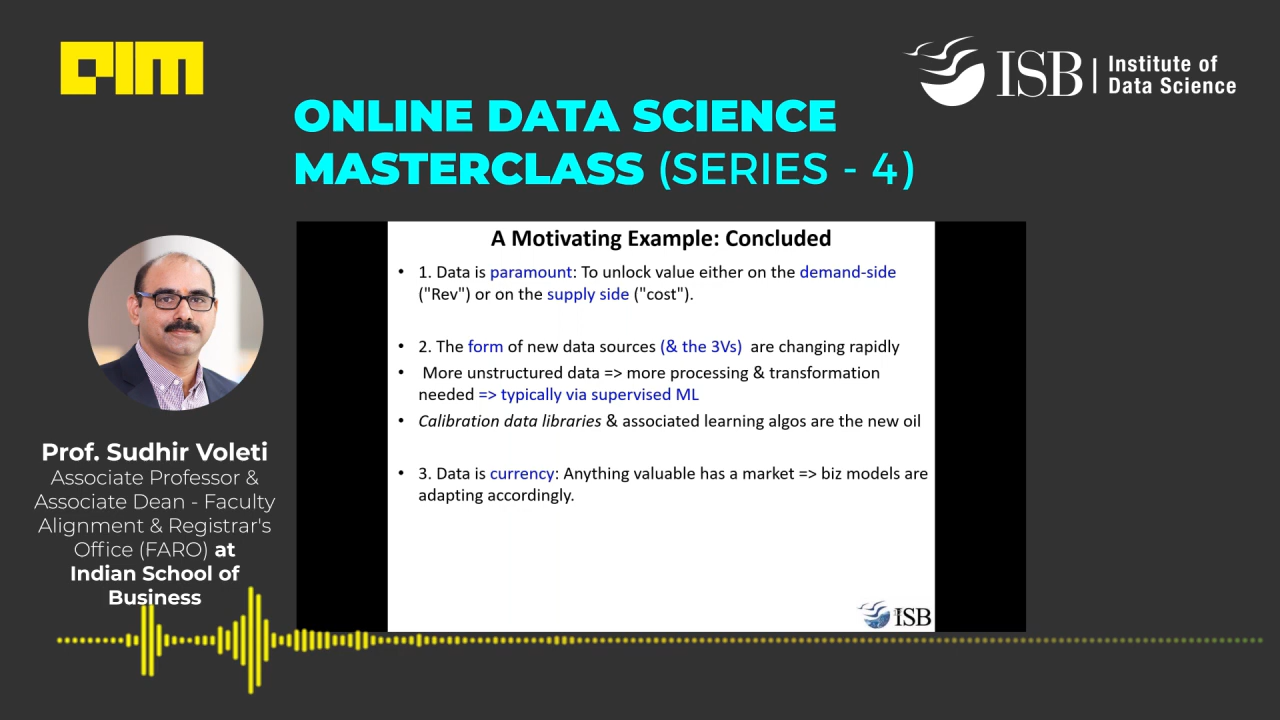 AIM
ISB | Institute of
Data Science
ONLINE DATA SCIENCE
MASTERCLASS (SERIES - 4)
A Motivating Example: Concluded
• 1. Data is paramount: To unlock value either on the demand-side
("Rev") or on the supply side ("cost").
• 2. The form of new data sources (& the 3Vs) are changing rapidly
• More unstructured data => more processing & transformation
needed => typically via supervised ML
• Calibration data libraries & associated learning algos are the new oil
• 3. Data is currency: Anything valuable has a market => biz models are
adapting accordingly.
ISB
Prof. Sudhir Voleti
Associate Professor &
Associate Dean - Faculty
Alignment & Registrar's
Office (FARO) at
Indian School of
Business